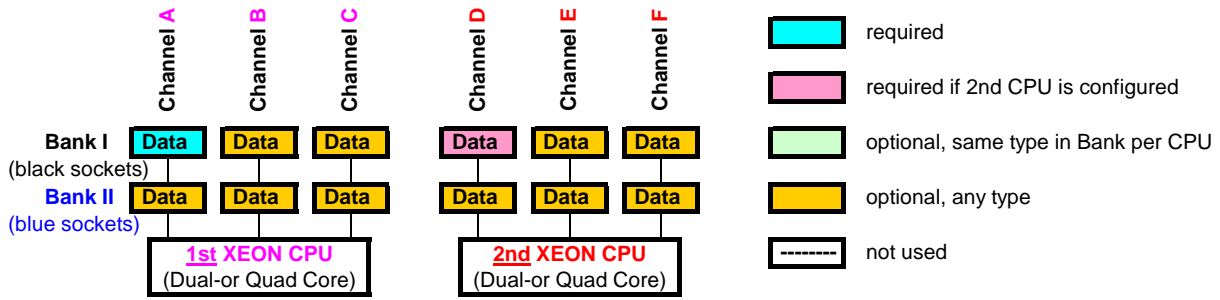 Channel A
Channel B
Channel C
Channel D
Channel E
Channel F
Bank I
(black sockets)
Data Data Data Data Data Data
Bank II
(blue sockets)
Data Data Data Data Data Data
1st XEON CPU
(Dual-or Quad Core)
2nd XEON CPU
(Dual-or Quad Core)
required
required if 2nd CPU is configured
optional, same type in Bank per CPU
optional, any type
-------- not used